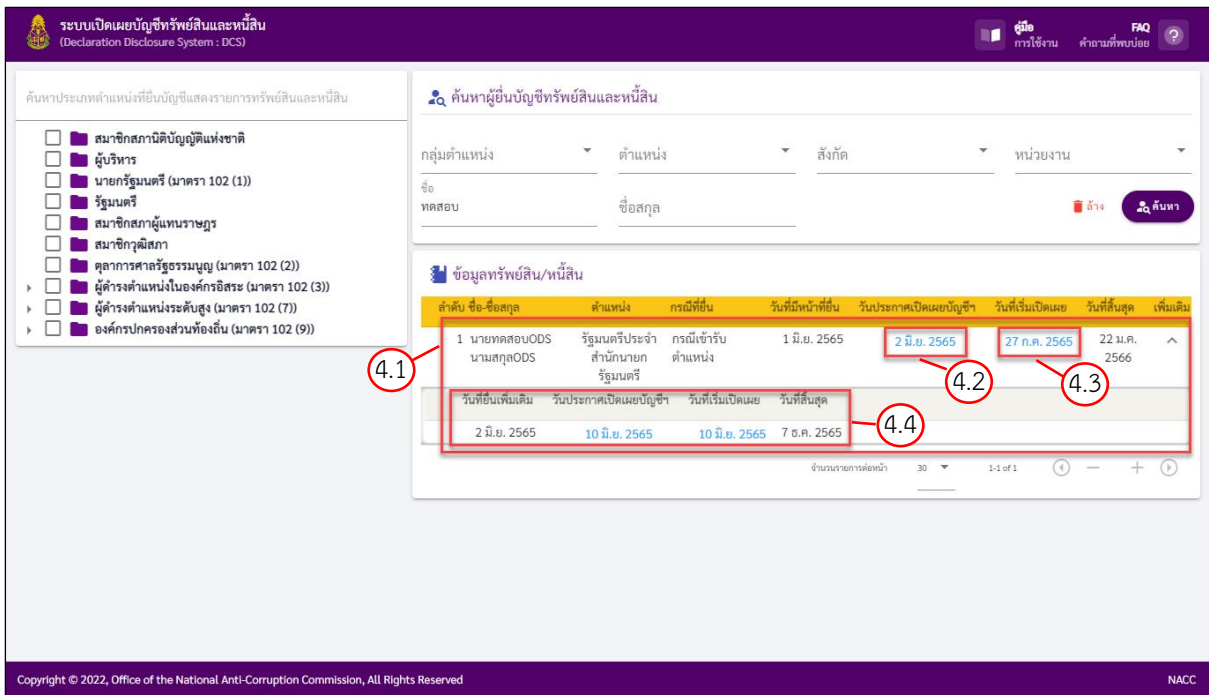 ระบบเปิดเผยบัญชีทรัพย์สินและหนี้สิน
(Declaration Disclosure System : DCS)
คู่มือ
การใช้งาน
FAQ
คำถามที่พบบ่อย
?
ค้นหาประเภทตำแหน่งที่ยื่นบัญชีแสดงรายการทรัพย์สินและหนี้สิน
สมาชิกสภานิติบัญญัติแห่งชาติ
ผู้บริหาร
นายกรัฐมนตรี (มาตรา 102 (1))
รัฐมนตรี
สมาชิกสภาผู้แทนราษฎร
สมาชิกวุฒิสภา
ตุลาการศาลรัฐธรรมนูญ (มาตรา 102 (2))
ผู้ดำรงตำแหน่งในองค์กรอิสระ (มาตรา 102 (3))
ผู้ดำรงตำแหน่งระดับสูง (มาตรา 102 (7))
องค์กรปกครองส่วนท้องถิ่น (มาตรา 102 (9))
ค้นหาผู้ยื่นบัญชีทรัพย์สินและหนี้สิน
กลุ่มตำแหน่ง ตำแหน่ง สังกัด หน่วยงาน
ชื่อ
ทดสอบ ชื่อสกุล ล้าง ค้นหา
ข้อมูลทรัพย์สิน/หนี้สิน
ลำดับ ชื่อ-ชื่อสกุล ตำแหน่ง กรณีที่ยื่น วันที่มีหน้าที่ยื่น วันประกาศเปิดเผยบัญชีฯ วันที่เริ่มเปิดเผย วันที่สิ้นสุด เพิ่มเติม
1 นายทดสอบODS รัฐมนตรีประจำ กรณีเข้ารับ 1 มิ.ย. 2565 2 มิ.ย. 2565 27 ก.ค. 2565 22 ม.ค.
นามสกุลODS สำนักนายก ตำแหน่ง 2566
รัฐมนตรี
4.1
4.2
4.3
วันที่ยื่นเพิ่มเติม วันประกาศเปิดเผยบัญชีฯ วันที่เริ่มเปิดเผย วันที่สิ้นสุด
4.4
2 มิ.ย. 2565 10 มิ.ย. 2565 10 มิ.ย. 2565 7 ธ.ค. 2565
จำนวนรายการต่อหน้า 30 1-1 of 1
Copyright © 2022, Office of the National Anti-Corruption Commission, All Rights Reserved NACC